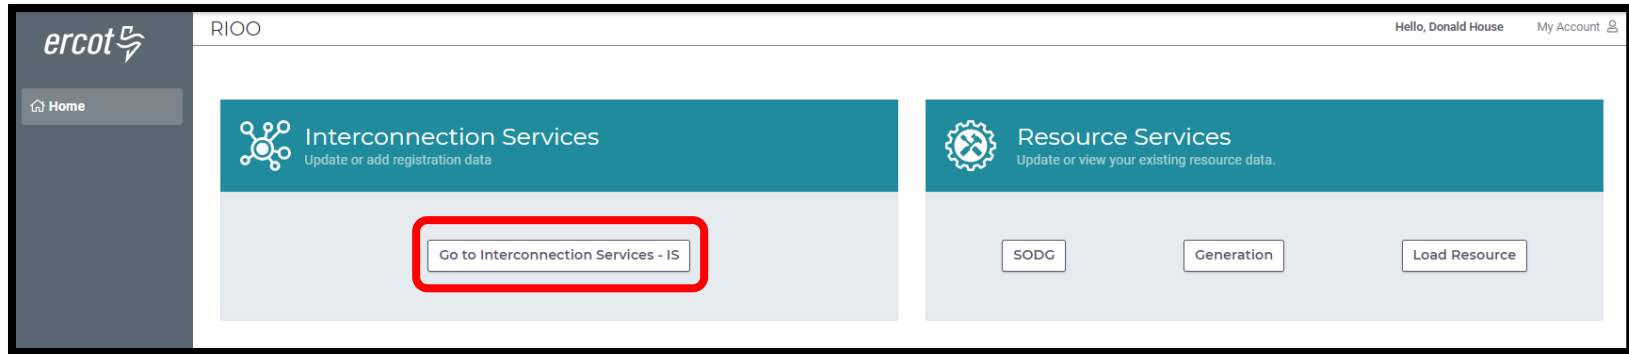 ercot
RIOO
Hello, Donald House
My Account
Home
Interconnection Services
Update or add registration data
Go to Interconnection Services - IS
Resource Services
Update or view your existing resource data.
SODG
Generation
Load Resource